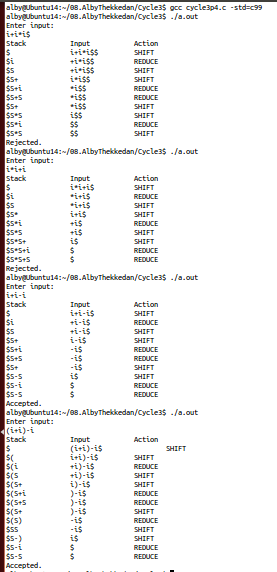 alby@Ubuntu14:~/08.AlbyThekkedan/Cycle3$ gcc cycle3p4.c -std=c99
alby@Ubuntu14:~/08.AlbyThekkedan/Cycle3$ ./a.out
Enter input:
i+i*i$
Stack Input Action
$ i+i*i$$ SHIFT
$i +i*i$$ REDUCE
$S +i*i$$ SHIFT
$S+ i*i$$ SHIFT
$S+i *i$$ REDUCE
$S+S *i$$ REDUCE
$S+ *i$$ SHIFT
$S*S i$$ SHIFT
$S*i $$ REDUCE
$S*S $$ SHIFT
Rejected.
alby@Ubuntu14:~/08.AlbyThekkedan/Cycle3$ ./a.out
Enter input:
i*i+i
Stack Input Action
$ i*i+i$ SHIFT
$i *i+i$ REDUCE
$S *i+i$ SHIFT
$S* i+i$ SHIFT
$S*i +i$ REDUCE
$S*S +i$ SHIFT
$S*S+ i$ SHIFT
$S*S+i $ REDUCE
$S*S+S $ REDUCE
Rejected.
alby@Ubuntu14:~/08.AlbyThekkedan/Cycle3$ ./a.out
Enter input:
i+i-i
Stack Input Action
$ i+i-i$ SHIFT
$i +i-i$ REDUCE
$S +i-i$ SHIFT
$S+ i-i$ SHIFT
$S+i -i$ REDUCE
$S+S -i$ REDUCE
$S+ -i$ SHIFT
$S-S i$ SHIFT
$S-i $ REDUCE
$S-S $ REDUCE
Accepted.
alby@Ubuntu14:~/08.AlbyThekkedan/Cycle3$ ./a.out
Enter input:
(i+i)-i
Stack Input Action
$ (i+i)-i$ SHIFT
$( i+i)-i$ SHIFT
$(i +i)-i$ REDUCE
$(S +i)-i$ SHIFT
$(S+ i)-i$ SHIFT
$(S+i )-i$ REDUCE
$(S+S )-i$ REDUCE
$(S+ )-i$ SHIFT
$(S) -i$ REDUCE
$SS -i$ SHIFT
$S-) i$ SHIFT
$S-i $ REDUCE
$S-S $ REDUCE
Accepted.